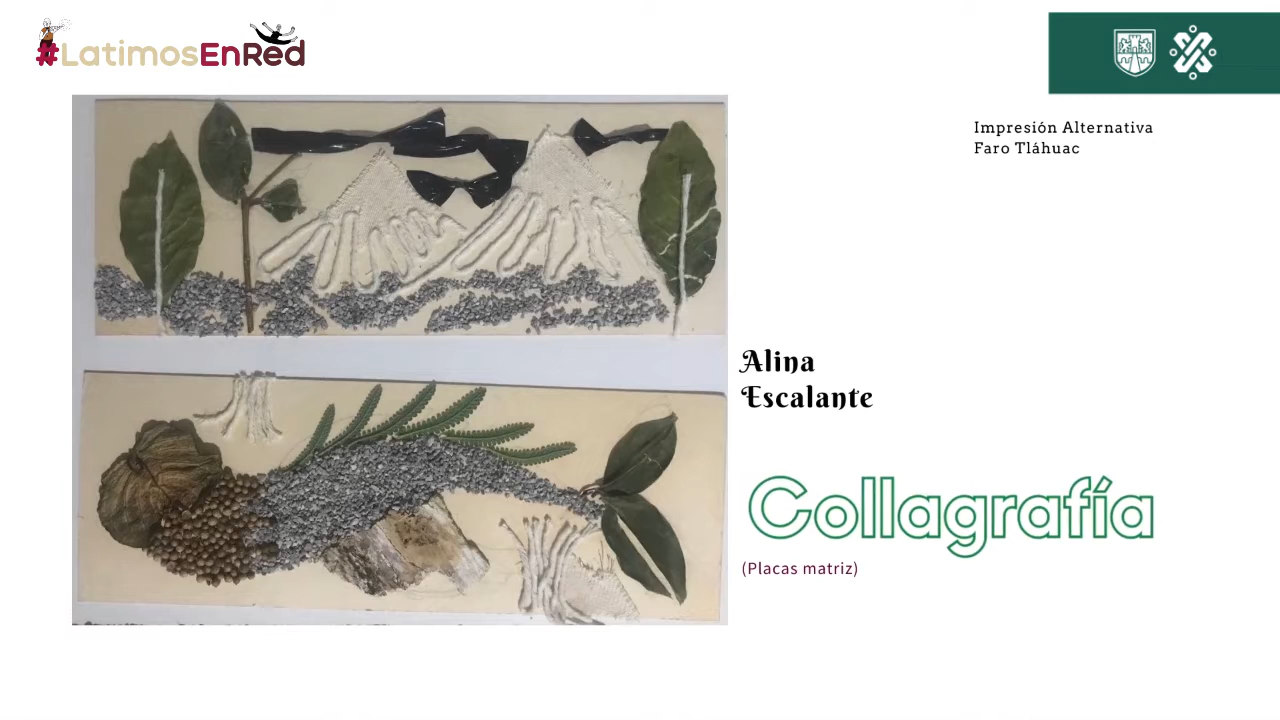 #LatimosEnRed
Impresión Alternativa
Faro Tláhuac
Alina
Escalante
Collagrafía
(Placas matriz)